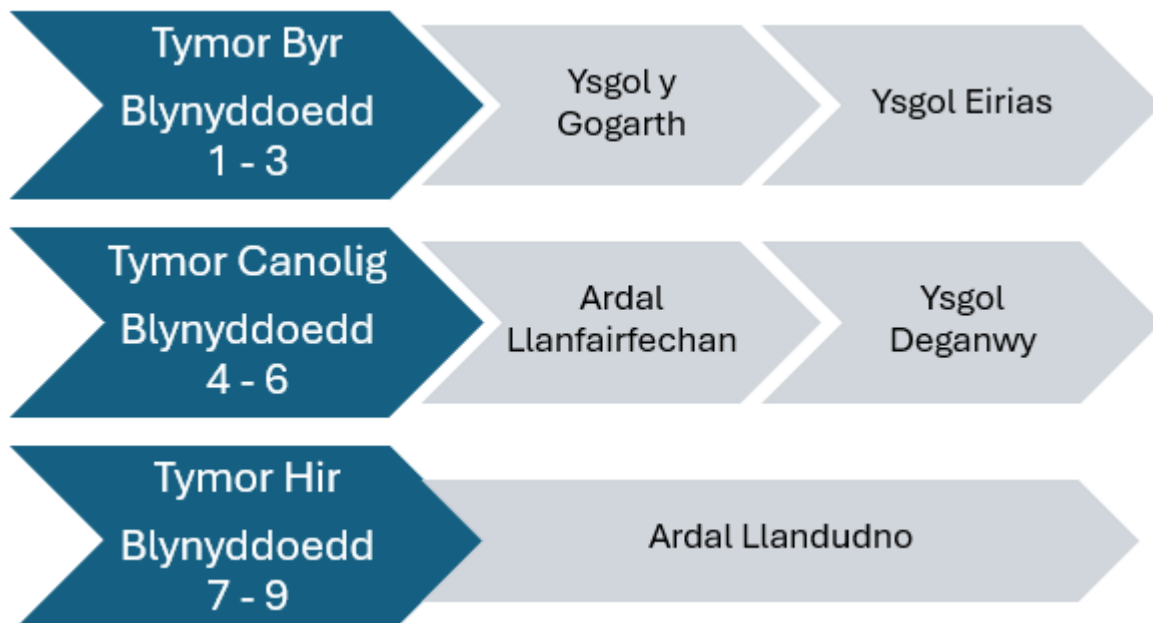 Tymor Byr
Blynyddoedd
1 - 3
Ysgol y
Gogarth
Ysgol Eirias
Tymor Canolig
Blynyddoedd
4 - 6
Ardal
Llanfairfechan
Ysgol
Deganwy
Tymor Hir
Blynyddoedd
7 - 9
Ardal Llandudno